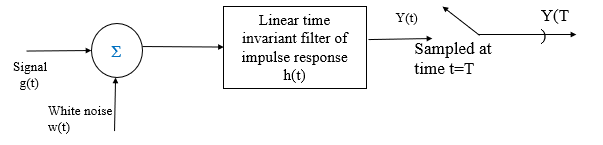 Signal
g(t)
Σ
White noise
w(t)
Linear time
invariant filter of
impulse response
h(t)
Y(t)
Sampled at
time t=T
Y(T